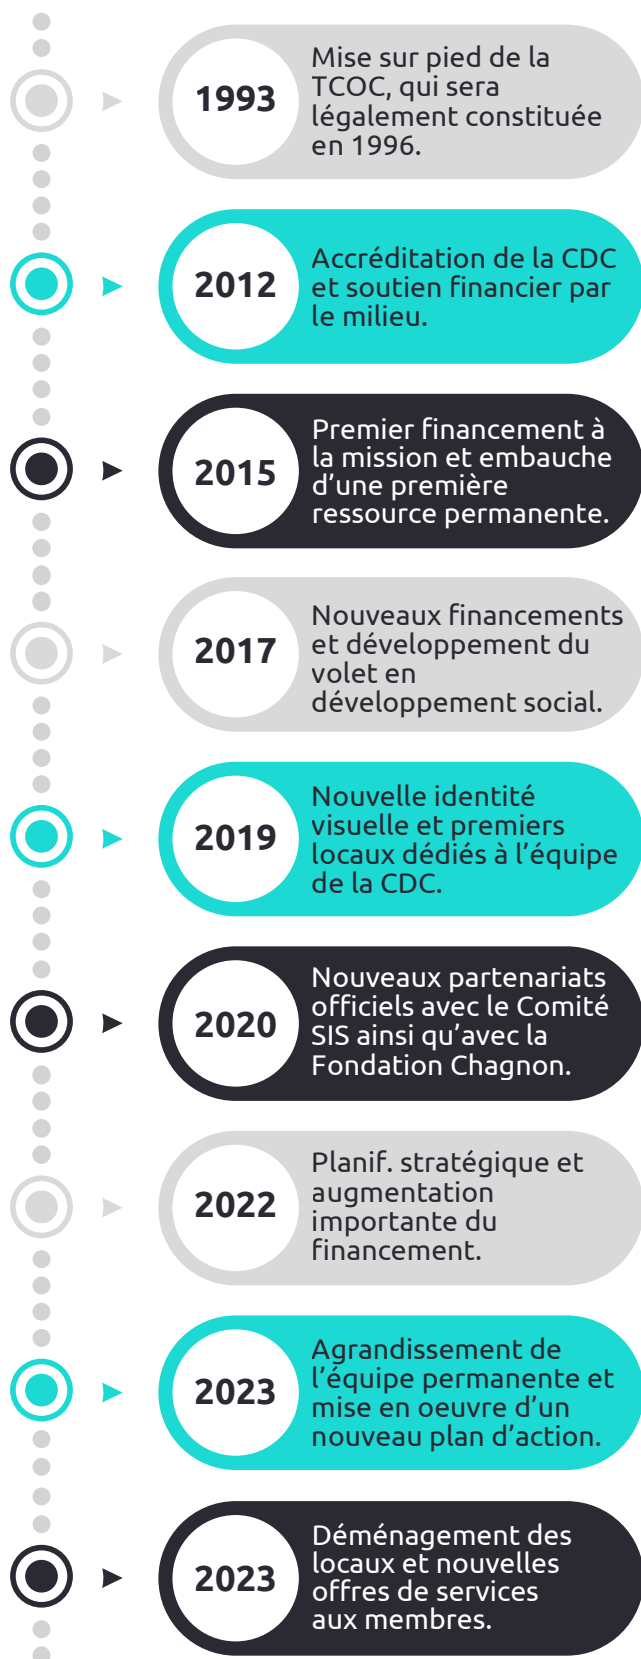 1993
Mise sur pied de la
TCOC, qui sera
légalement constituée
en 1996.
2012
Accréditation de la CDC
et soutien financier par
le milieu.
2015
Premier financement à
la mission et embauche
d’une première
ressource permanente.
2017
Nouveaux financements
et développement du
volet en
développement social.
2019
Nouvelle identité
visuelle et premiers
locaux dédiés à l’équipe
de la CDC.
2020
Nouveaux partenariats
officiels avec le Comité
SIS ainsi qu’avec la
Fondation Chagnon.
2022
Planif. stratégique et
augmentation
importante du
financement.
2023
Agrandissement de
l’équipe permanente et
mise en oeuvre d’un
nouveau plan d’action.
2023
Déménagement des
locaux et nouvelles
offres de services
aux membres.